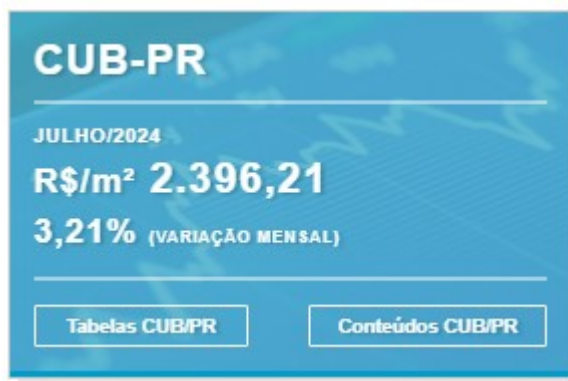 CUB-PR
JULHO/2024
R$/m² 2.396,21
3,21% (VARIAÇÃO MENSAL)
Tabelas CUB/PR Conteúdos CUB/PR